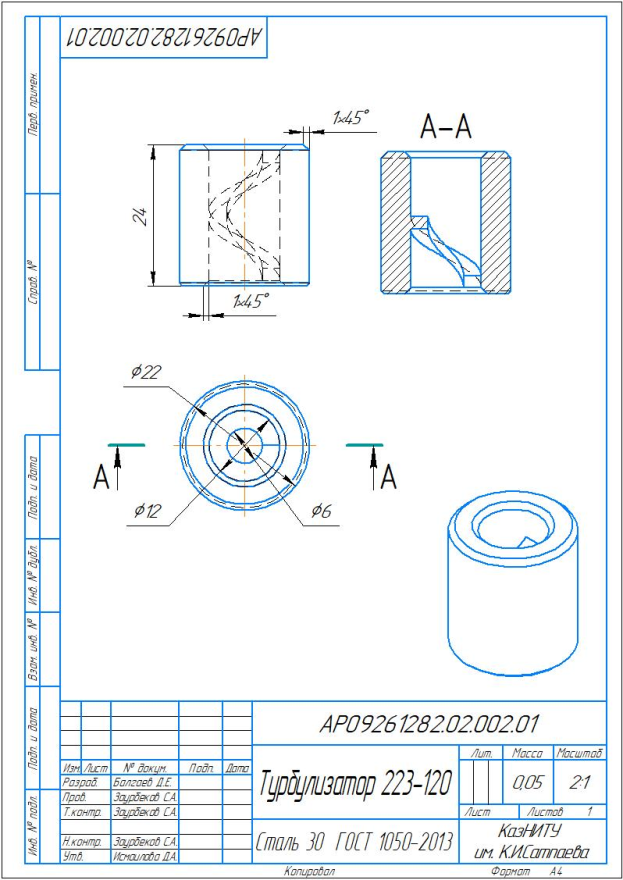 АР09261282.02.002.01
Перв. примен.
Справ. №
Подп. и дата
Инв. № дубл.
Взам. инв. №
Подп. и дата
Инв. № подл.
1x45°
24
1x45°
А-А
⌀22
А
А
⌀12
⌀6
АР09261282.02.002.01
Изм. Лист № докум. Подп. Дата
Разраб. Балгаев Д.Е.
Пров. Заурбеков С.А.
Т.контр. Заурбеков С.А.
Н.контр. Заурбеков С.А.
Утв. Исмаилова Д.А.
Турбулизатор 223-120
Сталь 30 ГОСТ 1050-2013
Лит. Масса Масштаб
0,05 2:1
Лист Листов 1
КазНИТУ
им. К.И.Сатпаева
Копировал Формат А4